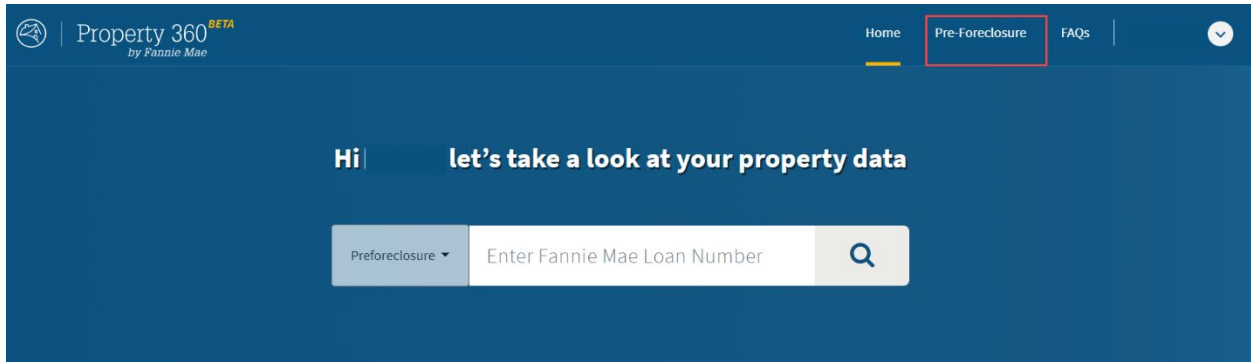 Property 360 BETA
by Fannie Mae
Home Pre-Foreclosure FAQs
Hi let’s take a look at your property data
Preforeclosure Enter Fannie Mae Loan Number